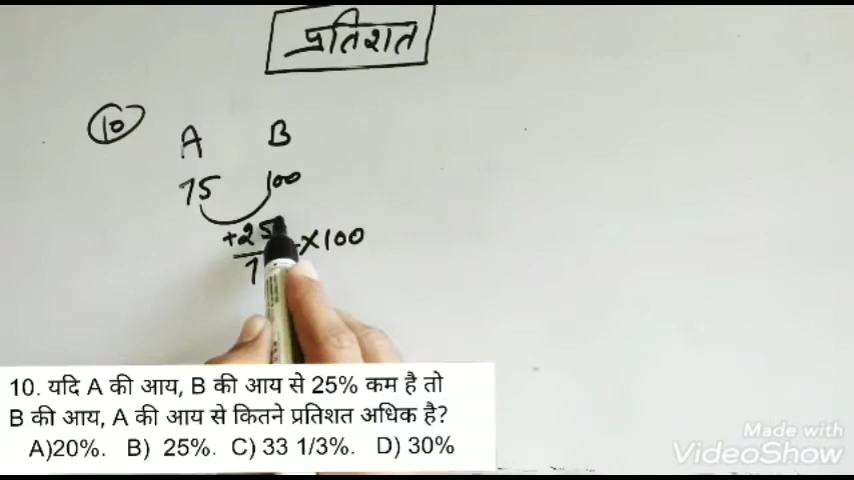 प्रतिशत
10
A B
75 100
+25 × 100
7
10. यदि A की आय, B की आय से 25% कम है तो
B की आय, A की आय से कितने प्रतिशत अधिक है?
A)20%. B) 25%. C) 33 1/3%. D) 30%
Made with
VideoShow